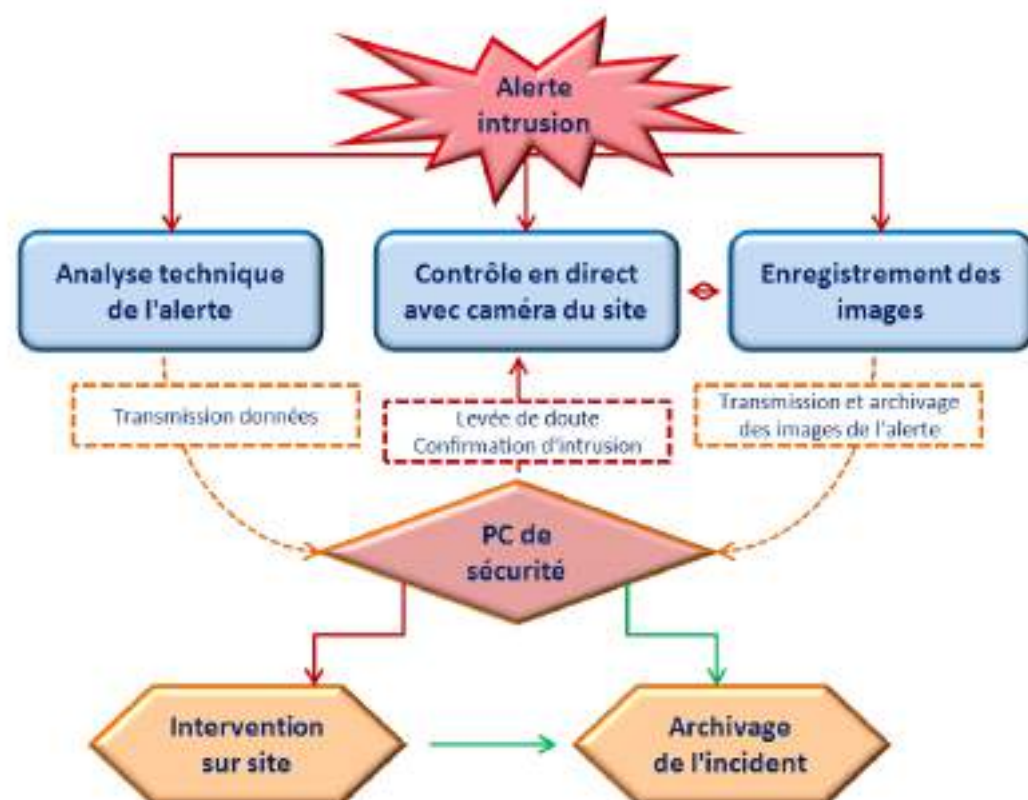 Alerte
intrusion
Analyse technique
de l'alerte
Contrôle en direct
avec caméra du site
Enregistrement des
images
Transmission données
Levée de doute
Confirmation d'intrusion
Transmission et archivage
des images de l'alerte
PC de
sécurité
Intervention
sur site
Archivage
de l'incident